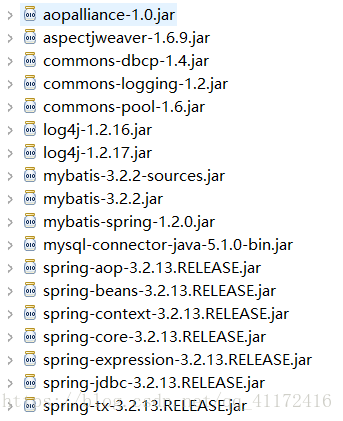 aopalliance-1.0.jar
aspectjweaver-1.6.9.jar
commons-dbcp-1.4.jar
commons-logging-1.2.jar
commons-pool-1.6.jar
log4j-1.2.16.jar
log4j-1.2.17.jar
mybatis-3.2.2-sources.jar
mybatis-3.2.2.jar
mybatis-spring-1.2.0.jar
mysql-connector-java-5.1.0-bin.jar
spring-aop-3.2.13.RELEASE.jar
spring-beans-3.2.13.RELEASE.jar
spring-context-3.2.13.RELEASE.jar
spring-core-3.2.13.RELEASE.jar
spring-expression-3.2.13.RELEASE.jar
spring-jdbc-3.2.13.RELEASE.jar
spring-tx-3.2.13.RELEASE.jar
https://blog.csdn.net/qq_41172416